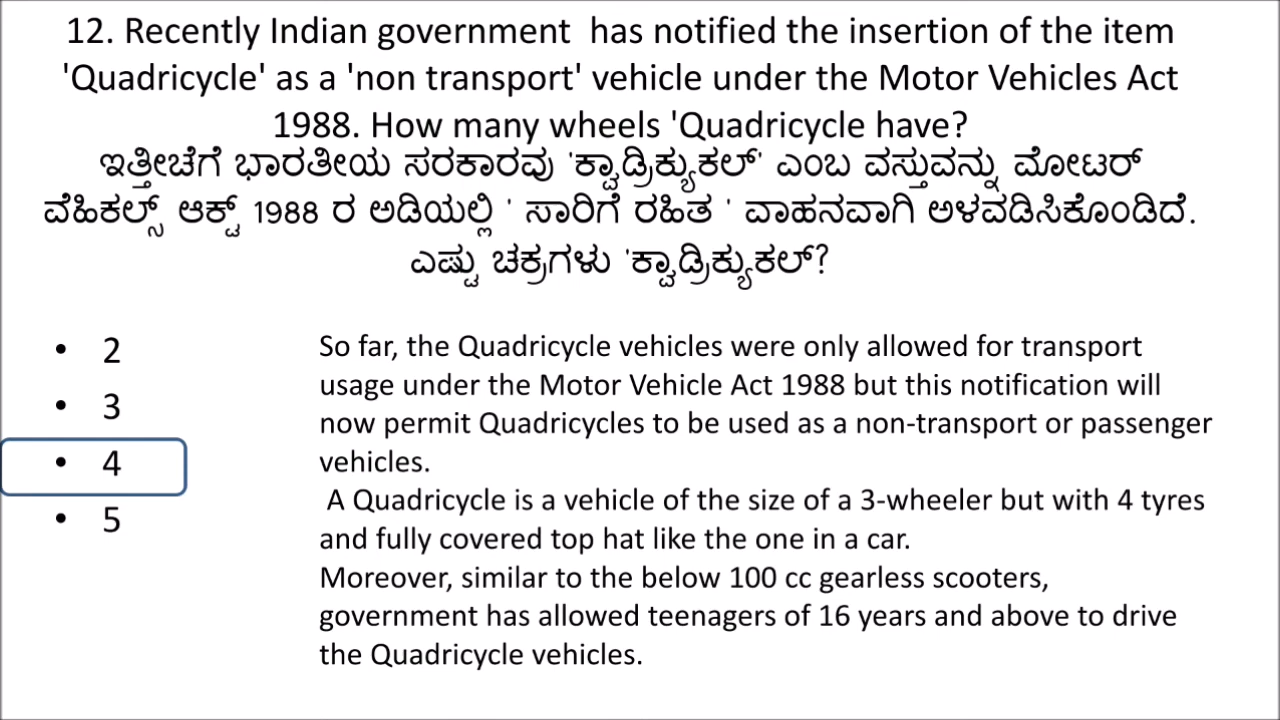 12. Recently Indian government  has notified the insertion of the item
'Quadricycle' as a 'non transport' vehicle under the Motor Vehicles Act
1988. How many wheels 'Quadricycle have?
ಇತ್ತೀಚೆಗೆ ಭಾರತೀಯ ಸರಕಾರವು 'ಕ್ವಾಡ್ರಿಕ್ಯುಕಲ್' ಎಂಬ ವಸ್ತುವನ್ನು ಮೋಟರ್
ವೆಹಿಕಲ್ಸ್ ಆಕ್ಟ್ 1988 ರ ಅಡಿಯಲ್ಲಿ ' ಸಾರಿಗೆ ರಹಿತ ' ವಾಹನವಾಗಿ ಅಳವಡಿಸಿಕೊಂಡಿದೆ.
ಎಷ್ಟು ಚಕ್ರಗಳು 'ಕ್ವಾಡ್ರಿಕ್ಯುಕಲ್?
• 2
• 3
• 4
• 5
So far, the Quadricycle vehicles were only allowed for transport
usage under the Motor Vehicle Act 1988 but this notification will
now permit Quadricycles to be used as a non-transport or passenger
vehicles.
A Quadricycle is a vehicle of the size of a 3-wheeler but with 4 tyres
and fully covered top hat like the one in a car.
Moreover, similar to the below 100 cc gearless scooters,
government has allowed teenagers of 16 years and above to drive
the Quadricycle vehicles.